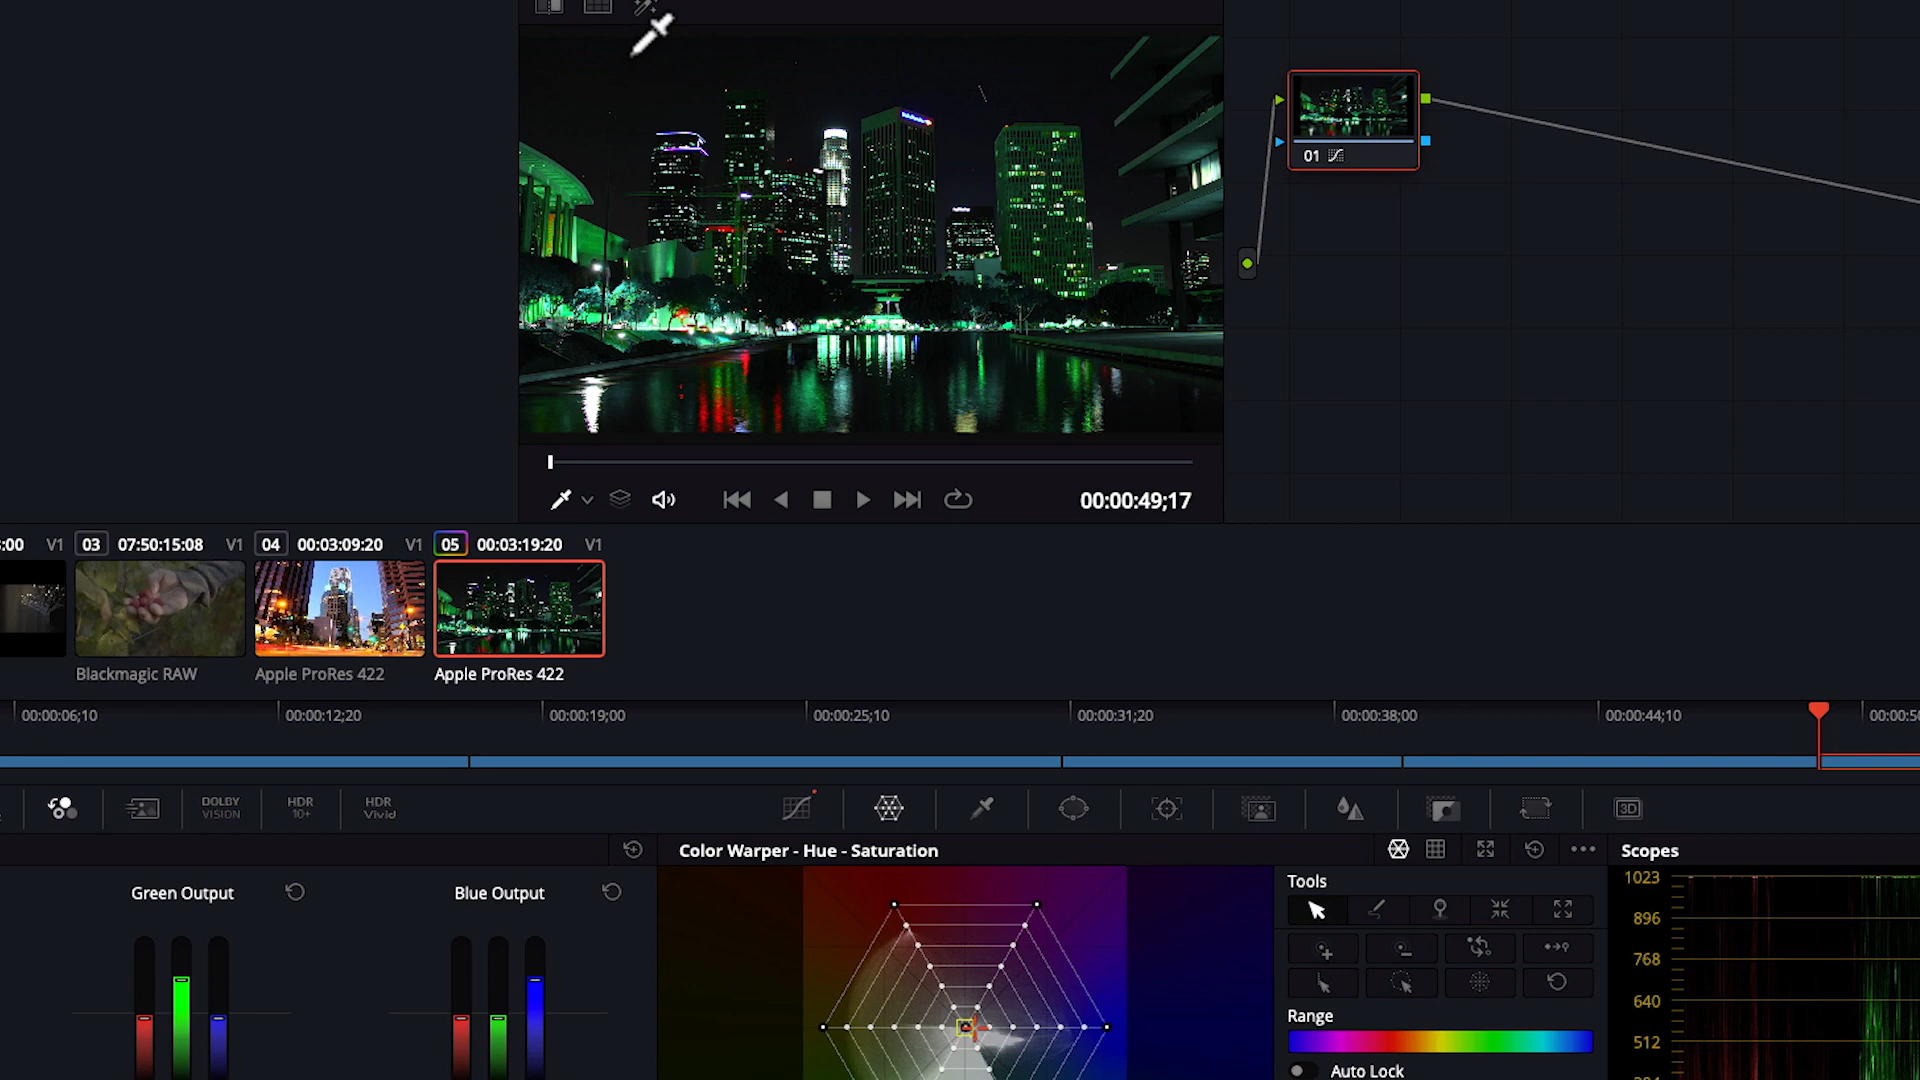 01
00:00:49;17
:00 V1 03 07:50:15:08 V1 04 00:03:09:20 V1 05 00:03:19:20 V1
Blackmagic RAW Apple ProRes 422 Apple ProRes 422
00:00:06;10 00:00:12;20 00:00:19;00 00:00:25;10 00:00:31;20 00:00:38;00 00:00:44;10 00:00:50
DOLBY VISION HDR 10+ HDR Vivid 3D
Color Warper - Hue - Saturation Scopes
Green Output Blue Output Tools
1023
896
768
640
Range
512
Auto Lock